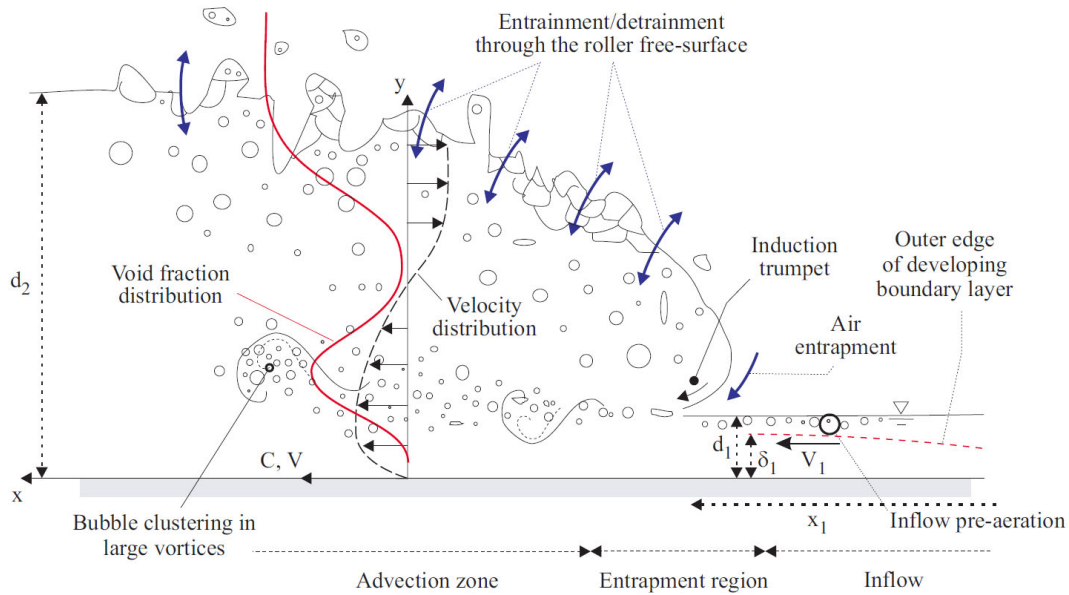 Entrainment/detrainment
through the roller free-surface
y
d2
Void fraction
distribution
Velocity
distribution
Induction
trumpet
Outer edge
of developing
boundary layer
Air
entrapment
d1
δ1
V1
C, V
x
x1
Bubble clustering in
large vortices
Inflow pre-aeration
Advection zone
Entrapment region
Inflow